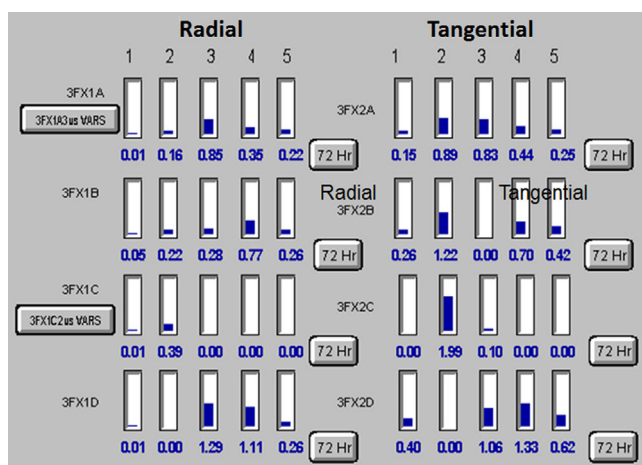 Radial Tangential
1 2 3 4 5 1 2 3 4 5
3FX1A
3FX1A3us VARS
3FX2A
0.01 0.16 0.85 0.35 0.22 72 Hr 0.15 0.89 0.83 0.44 0.25 72 Hr
3FX1B Radial Tangential
3FX2B
0.05 0.22 0.28 0.77 0.26 72 Hr 0.26 1.22 0.00 0.70 0.42 72 Hr
3FX1C
3FX1C2us VARS
3FX2C
0.01 0.39 0.00 0.00 0.00 72 Hr 0.00 1.99 0.10 0.00 0.00 72 Hr
3FX1D 3FX2D
0.01 0.00 1.29 1.11 0.26 72 Hr 0.40 0.00 1.06 1.33 0.62 72 Hr